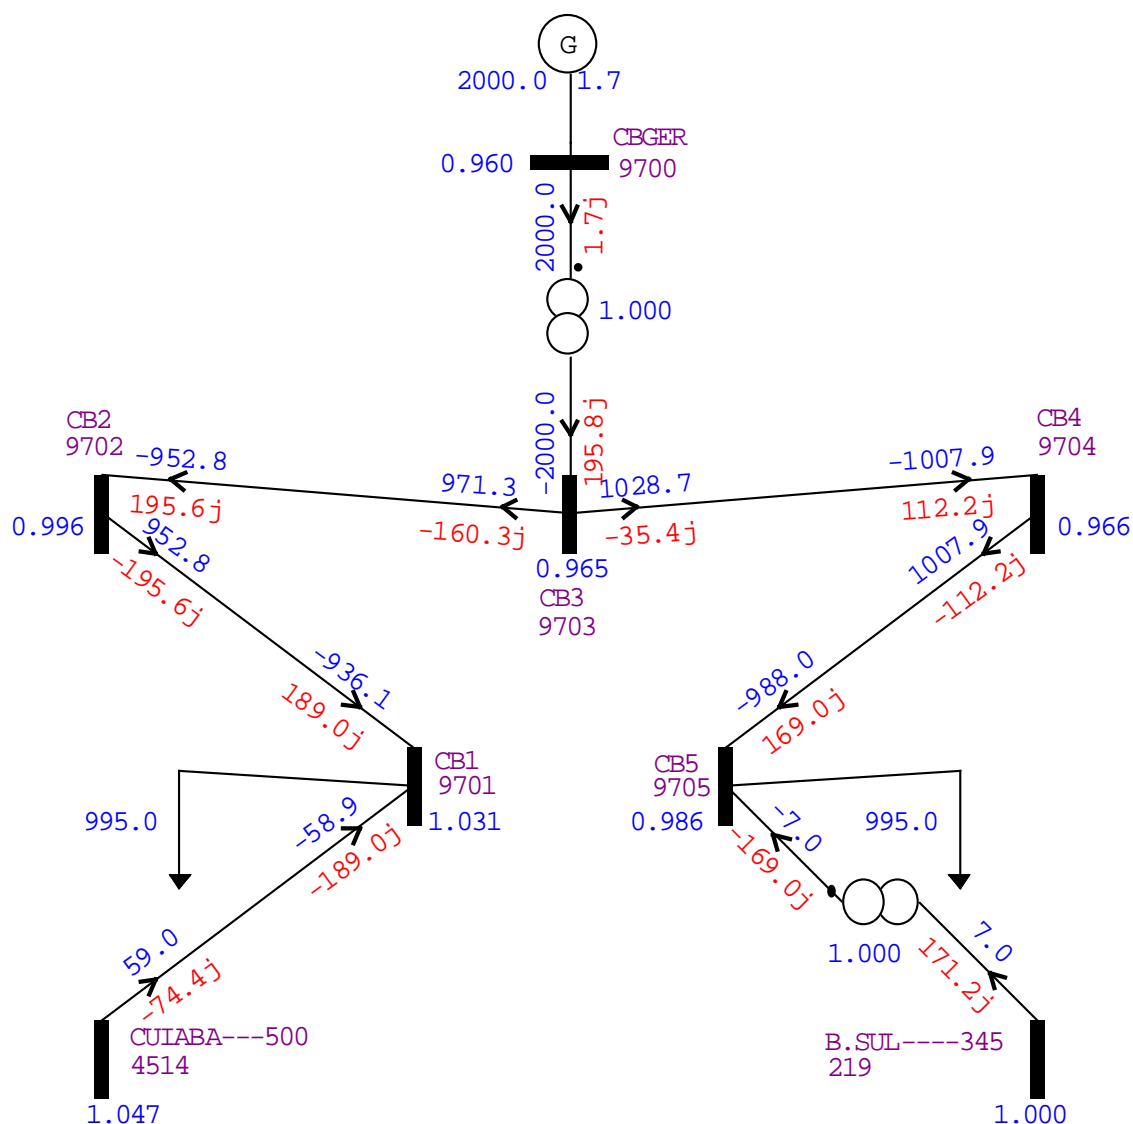 G
2000.0 1.7
CBGER
0.960 9700
2000.0 1.7j
1.000
-2000.0 195.8j
CB2
9702
CB4
9704
-952.8
971.3
1028.7
-1007.9
195.6j
-160.3j
-35.4j
112.2j
0.996
952.8
0.965
1007.9
0.966
-195.6j
CB3
9703
-112.2j
-936.1
189.0j
-988.0
169.0j
CB1
9701
CB5
9705
995.0
-58.9
1.031
0.986
-7.0
995.0
-189.0j
-169.0j
59.0
1.000
7.0
-74.4j
171.2j
CUIABA---500
4514
B.SUL----345
219
1.047
1.000